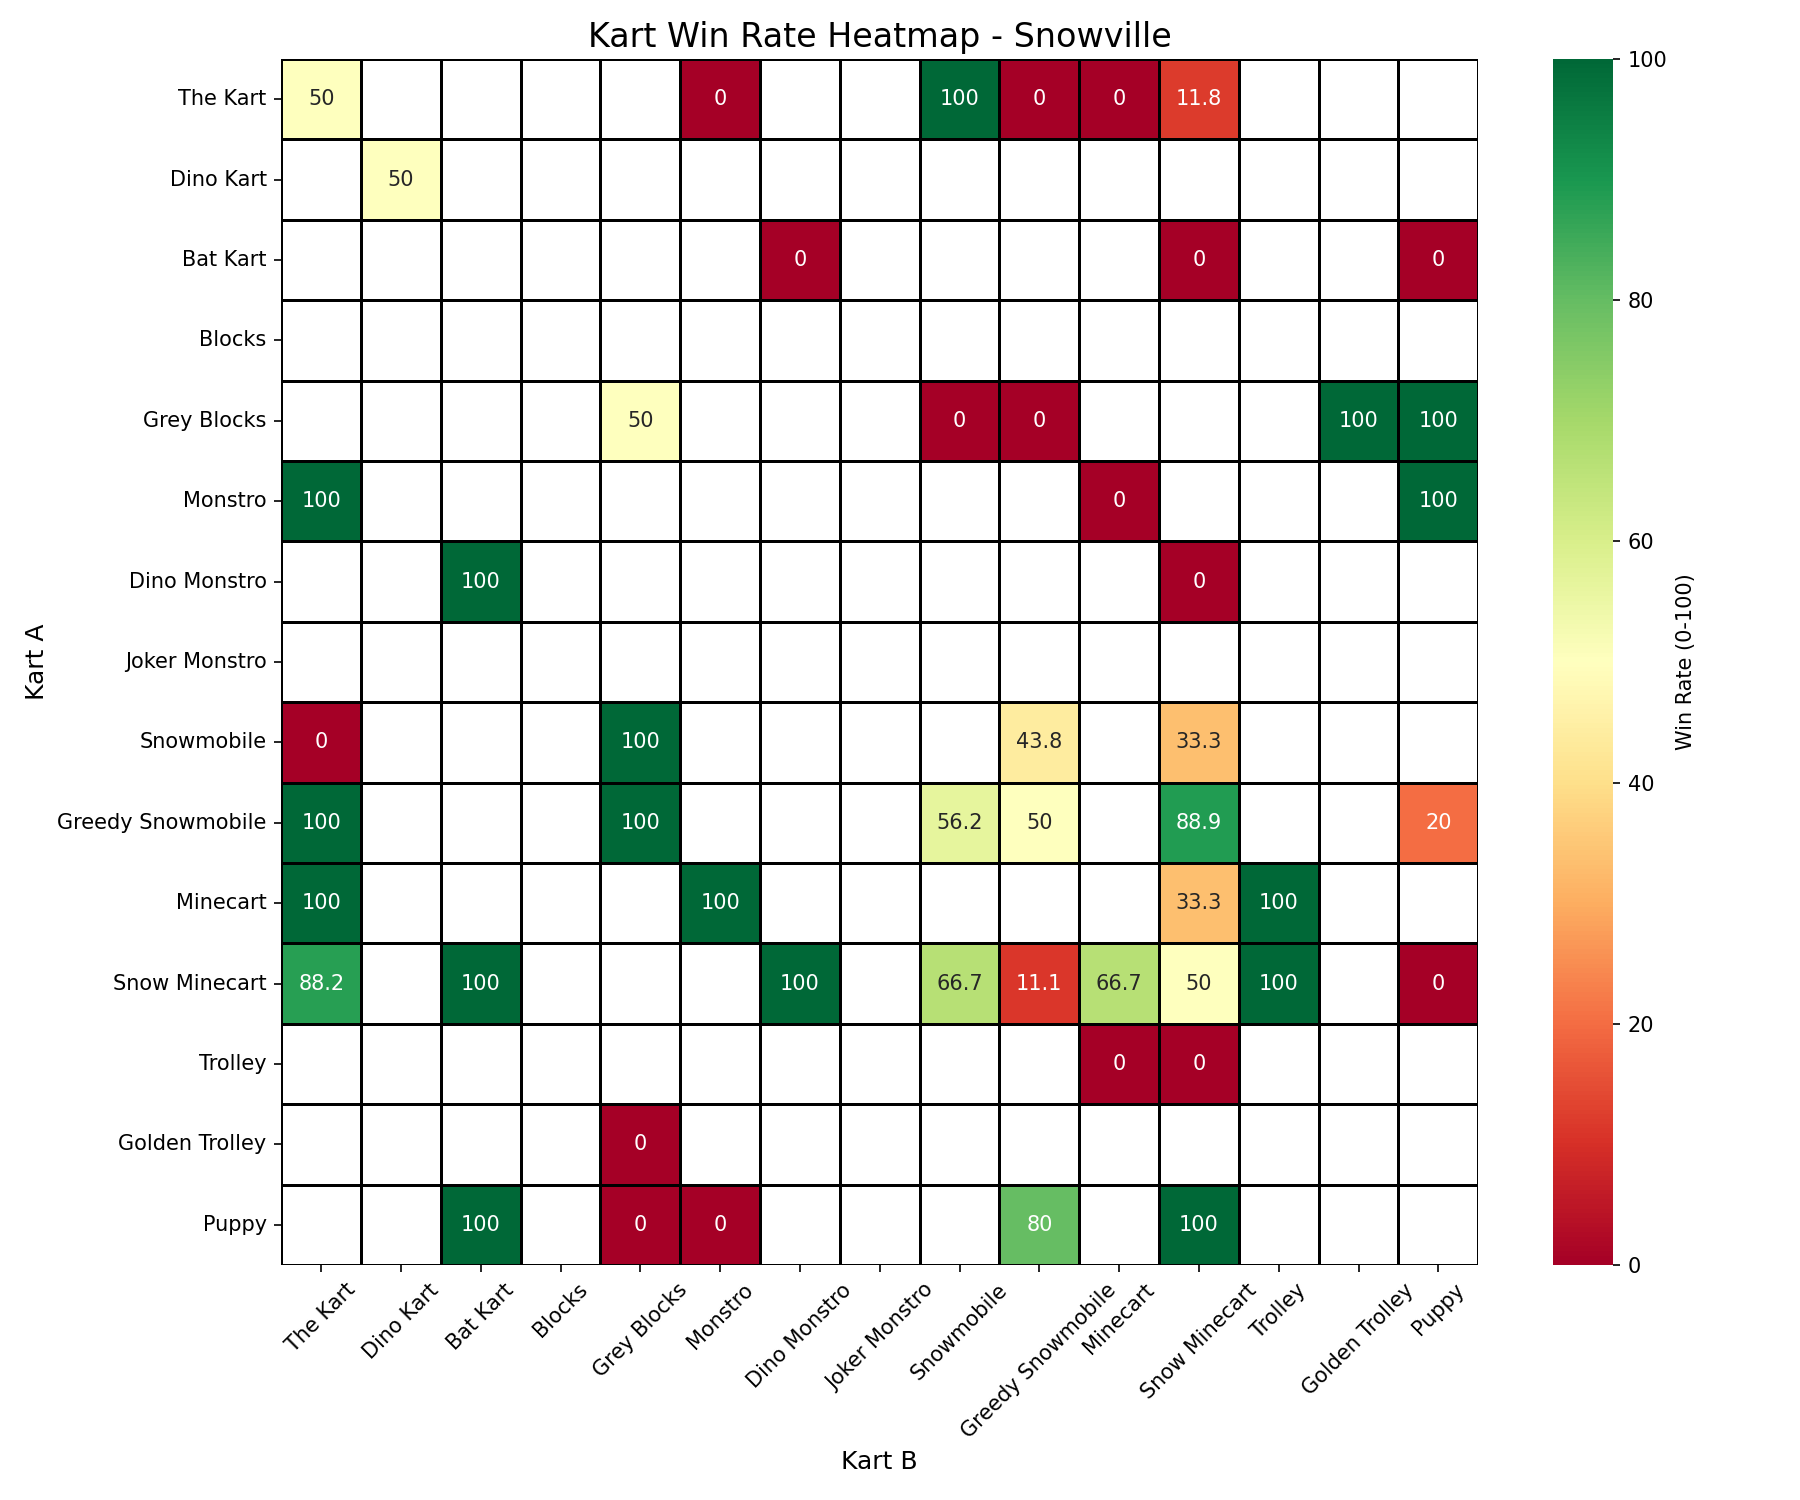 Kart Win Rate Heatmap - Snowville
The Kart 50 0 100 0 0 11.8
Dino Kart 50
Bat Kart 0 0 0
Blocks
Grey Blocks 50 0 0 100 100
Monstro 100 0 100
Dino Monstro 100 0
Joker Monstro
Snowmobile 0 100 43.8 33.3
Greedy Snowmobile 100 100 56.2 50 88.9 20
Minecart 100 100 33.3 100
Snow Minecart 88.2 100 100 66.7 11.1 66.7 50 100 0
Trolley 0 0
Golden Trolley 0
Puppy 100 0 0 80 100
The Kart Dino Kart Bat Kart Blocks Grey Blocks Monstro Dino Monstro Joker Monstro Snowmobile Greedy Snowmobile Minecart Snow Minecart Trolley Golden Trolley Puppy
Kart B
Kart A
100
80
60
40
20
0
Win Rate (0-100)